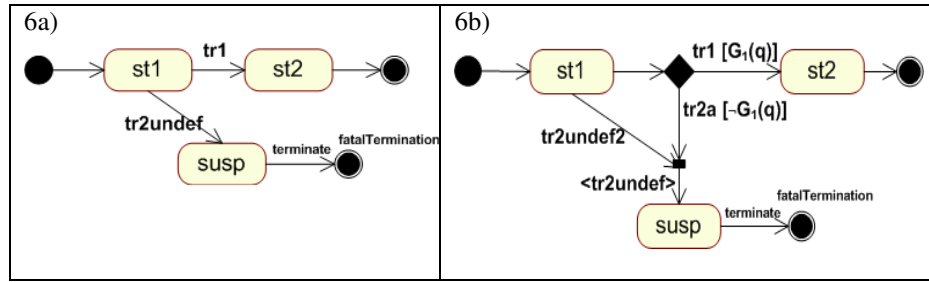 6a)
tr1
st1
st2
tr2undef
fatalTermination
terminate
susp
6b)
tr1 [G₁(q)]
st1
st2
tr2a [¬G₁(q)]
tr2undef2
<tr2undef>
fatalTermination
terminate
susp